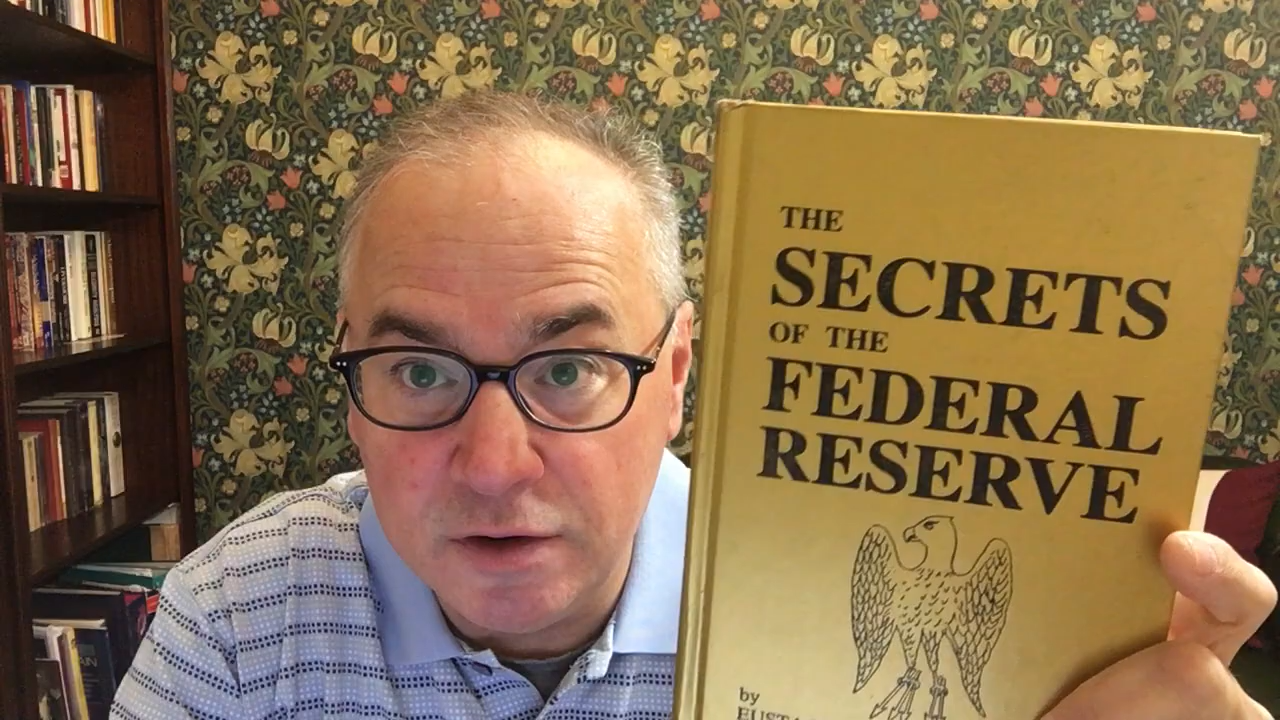 THE
SECRETS
OF THE
FEDERAL
RESERVE
by